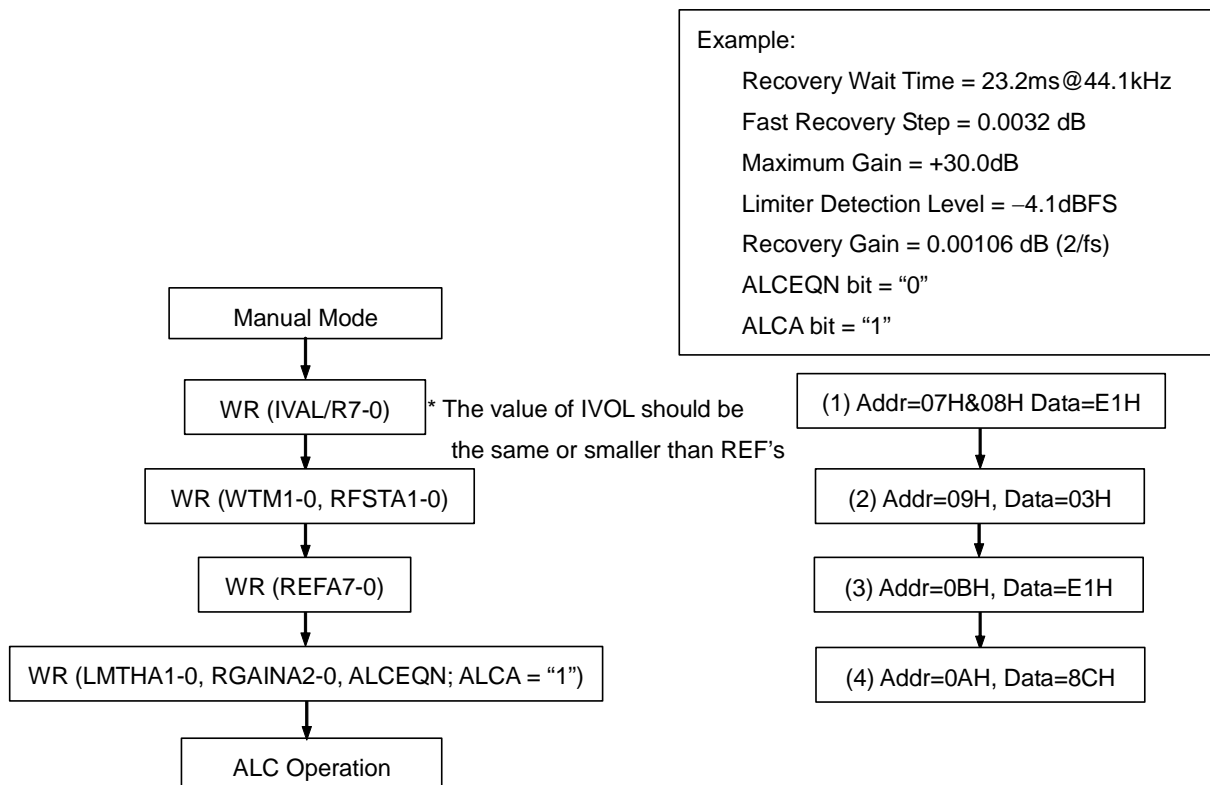 Example:
Recovery Wait Time = 23.2ms@44.1kHz
Fast Recovery Step = 0.0032 dB
Maximum Gain = +30.0dB
Limiter Detection Level = −4.1dBFS
Recovery Gain = 0.00106 dB (2/fs)
ALCEQN bit = “0”
ALCA bit = “1”
Manual Mode
WR (IVAL/R7-0)
* The value of IVOL should be
the same or smaller than REF’s
WR (WTM1-0, RFSTA1-0)
WR (REFA7-0)
WR (LMTHA1-0, RGAINA2-0, ALCEQN; ALCA = “1”)
ALC Operation
(1) Addr=07H&08H Data=E1H
(2) Addr=09H, Data=03H
(3) Addr=0BH, Data=E1H
(4) Addr=0AH, Data=8CH